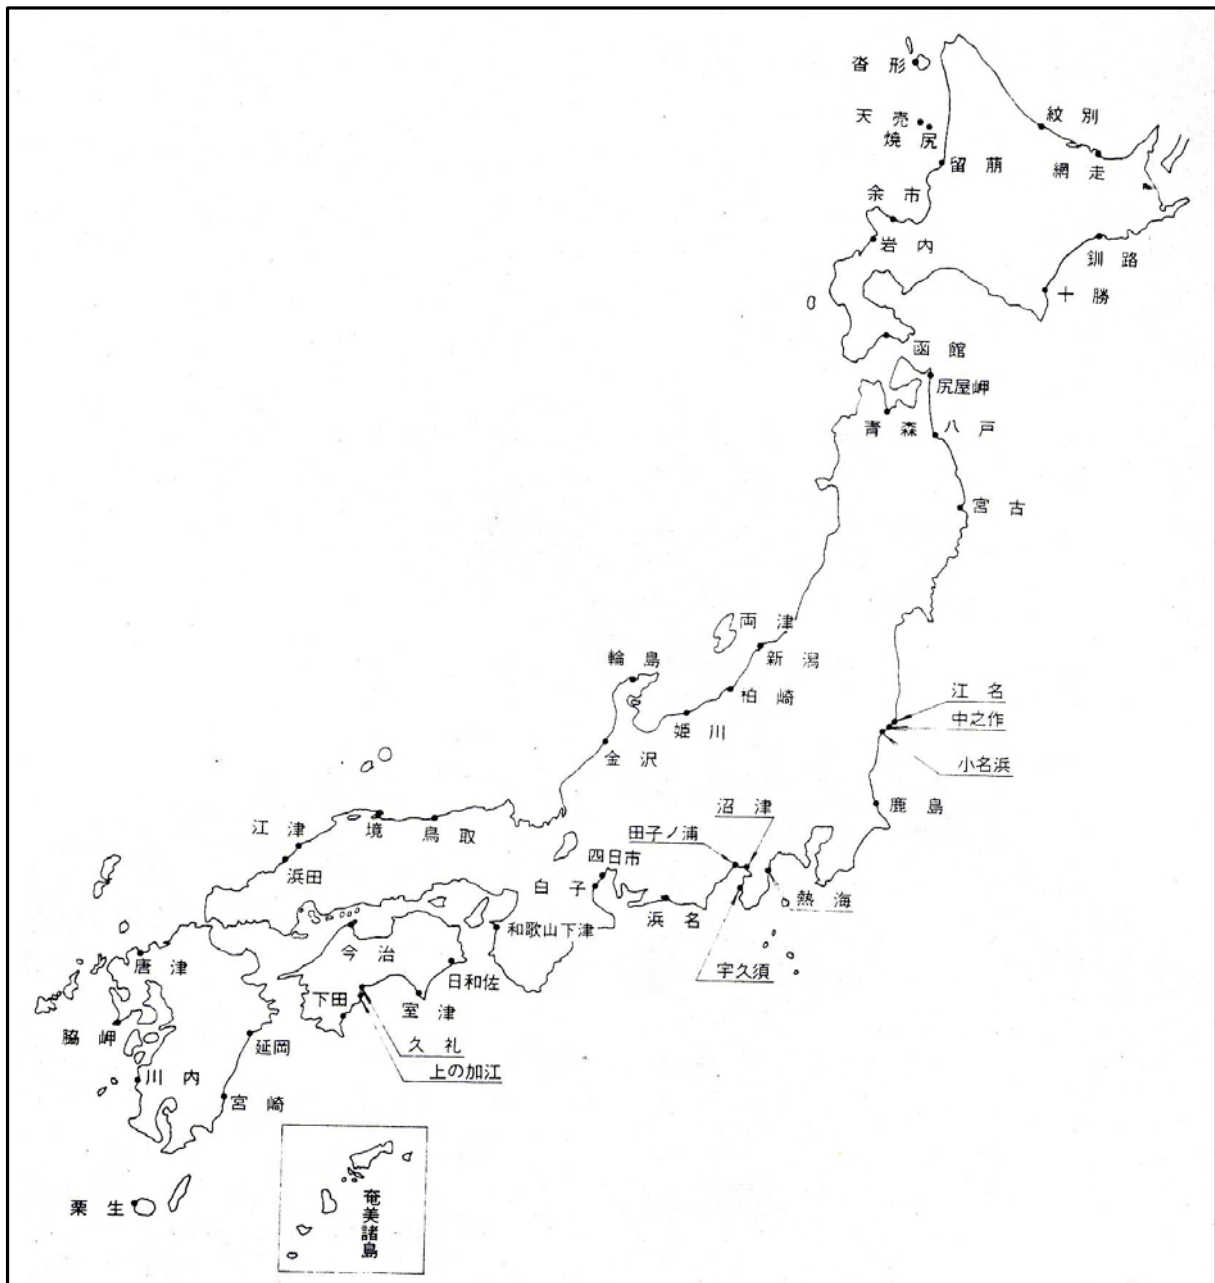 沓形
天売
焼尻
紋別
網走
留萠
余市
岩内
釧路
十勝
函館
尻屋岬
青森
八戸
宮古
両津
新潟
輪島
柏崎
姫川
金沢
江名
中之作
小名浜
鹿島
沼津
田子ノ浦
四日市
白子
浜名
熱海
宇久須
江津
境
鳥取
浜田
和歌山下津
今治
日和佐
下田
室津
久礼
上の加江
唐津
脇岬
延岡
川内
宮崎
栗生
奄美諸島